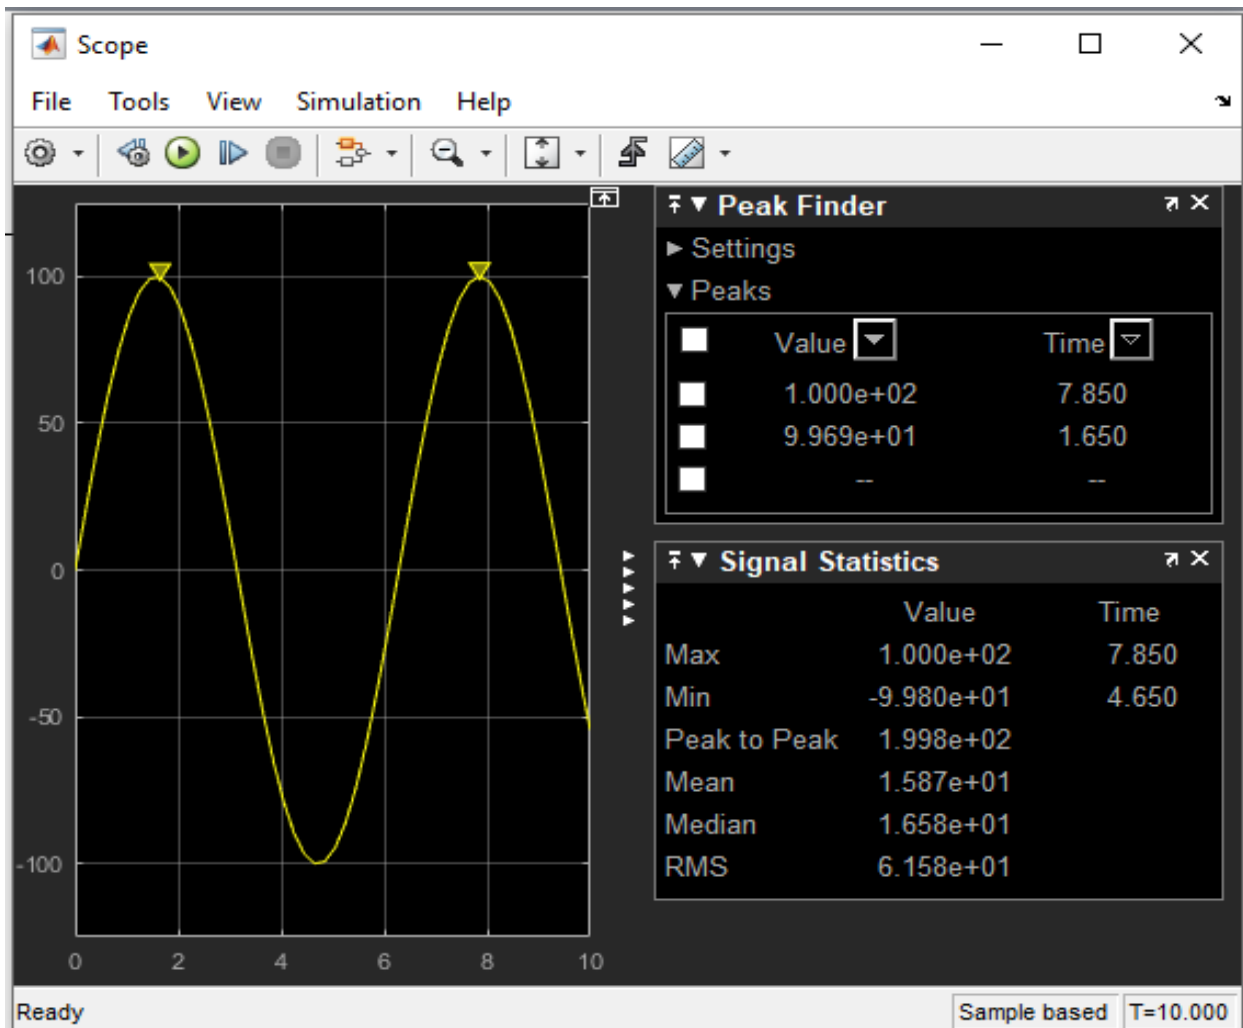 Scope
File Tools View Simulation Help
Peak Finder
Settings
Peaks
Value Time
1.000e+02 7.850
9.969e+01 1.650
-- --
Signal Statistics
Value Time
Max 1.000e+02 7.850
Min -9.980e+01 4.650
Peak to Peak 1.998e+02
Mean 1.587e+01
Median 1.658e+01
RMS 6.158e+01
100
50
0
-50
-100
0 2 4 6 8 10
Ready Sample based T=10.000